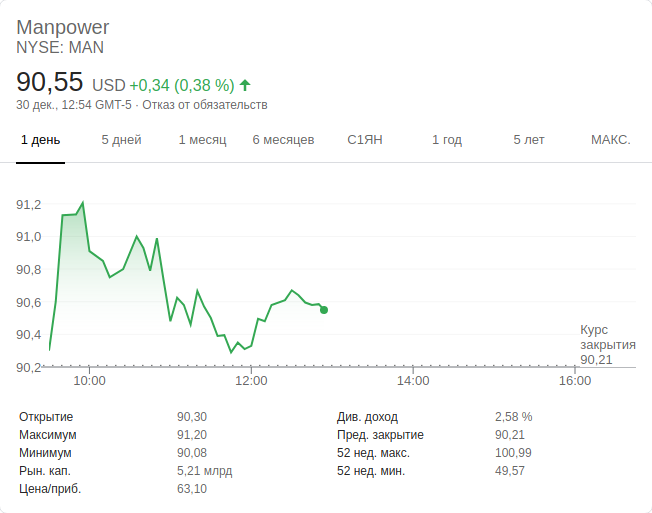 Manpower
NYSE: MAN
90,55 USD +0,34 (0,38 %)
30 дек., 12:54 GMT-5 · Отказ от обязательств
1 день 5 дней 1 месяц 6 месяцев С1ЯН 1 год 5 лет МАКС.
91,2
91,0
90,8
90,6
90,4
90,2
Курс
закрытия
90,21
10:00 12:00 14:00 16:00
Открытие 90,30 Див. доход 2,58 %
Максимум 91,20 Пред. закрытие 90,21
Минимум 90,08 52 нед. макс. 100,99
Рын. кап. 5,21 млрд 52 нед. мин. 49,57
Цена/приб. 63,10